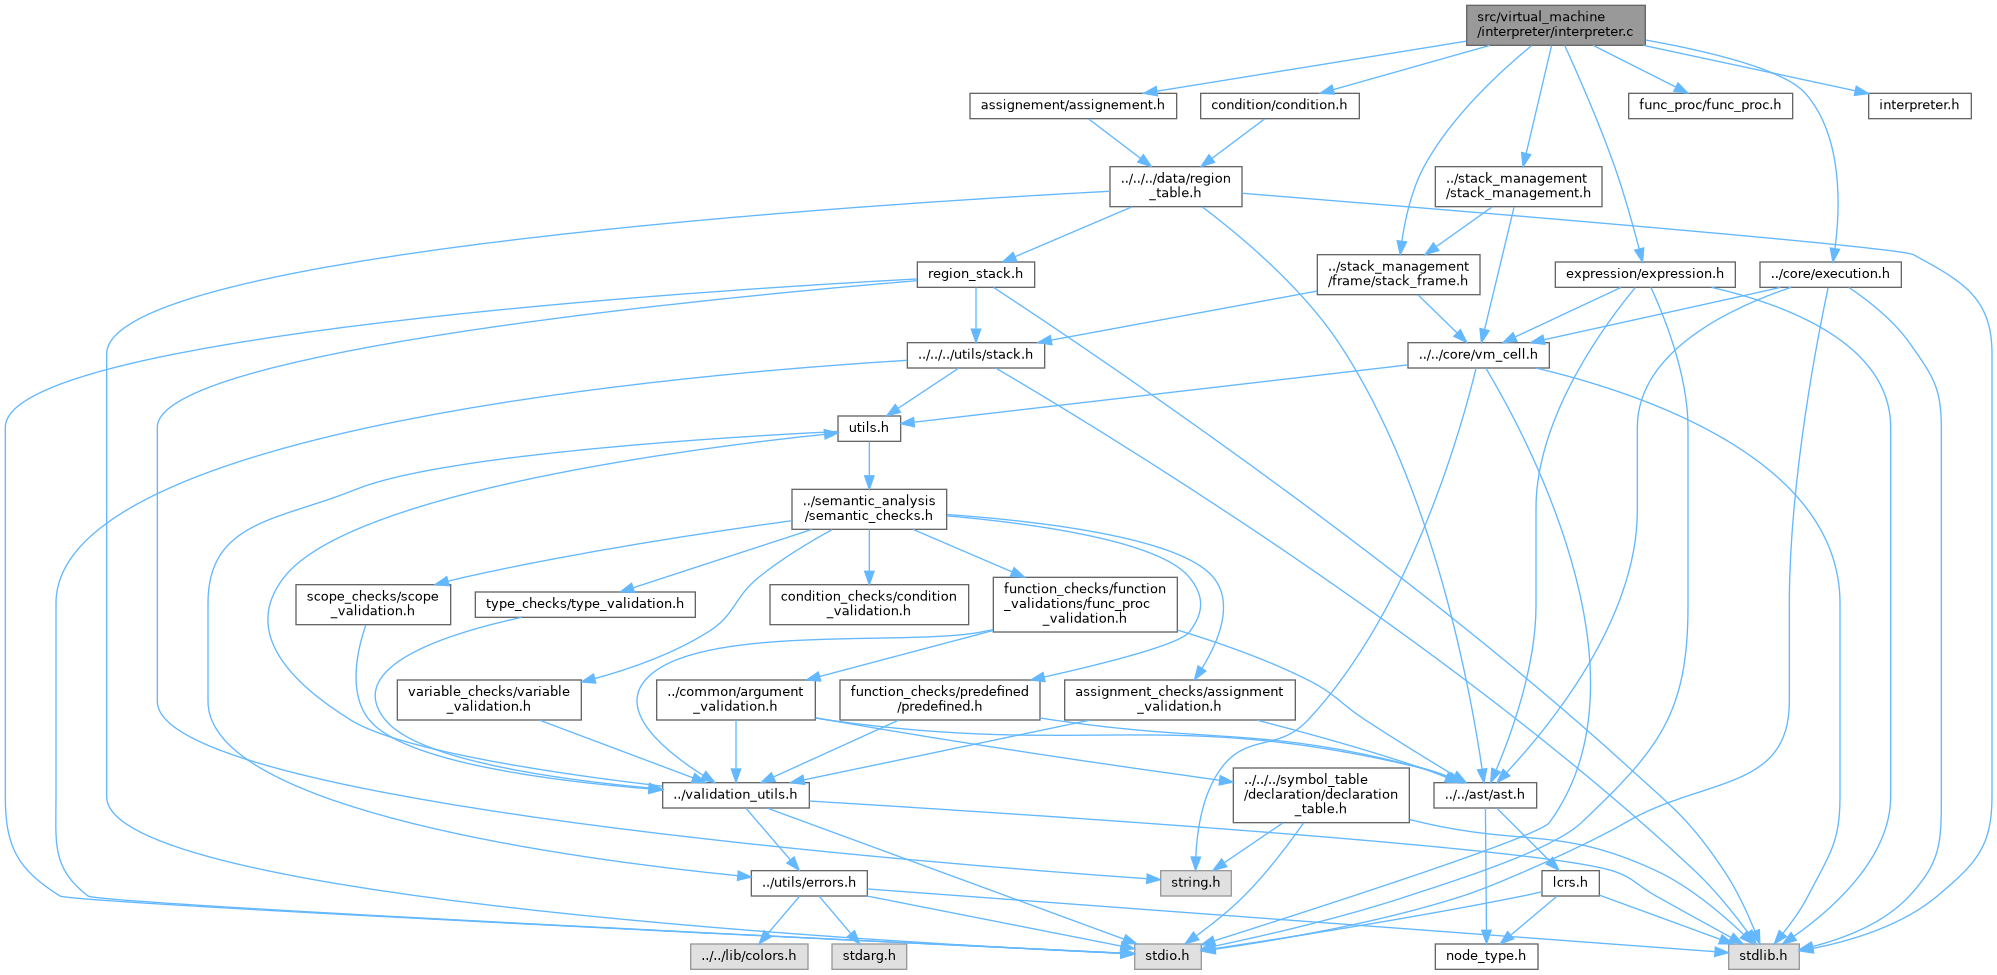 src/virtual_machine
/interpreter/interpreter.c
assignement/assignement.h
condition/condition.h
func_proc/func_proc.h
interpreter.h
../../../data/region
_table.h
../stack_management
/stack_management.h
region_stack.h
../stack_management
/frame/stack_frame.h
expression/expression.h
../core/execution.h
../../../utils/stack.h
../../core/vm_cell.h
utils.h
../semantic_analysis
/semantic_checks.h
scope_checks/scope
_validation.h
type_checks/type_validation.h
condition_checks/condition
_validation.h
function_checks/function
_validations/func_proc
_validation.h
variable_checks/variable
_validation.h
../common/argument
_validation.h
function_checks/predefined
/predefined.h
assignment_checks/assignment
_validation.h
../validation_utils.h
../../../symbol_table
/declaration/declaration
_table.h
../../ast/ast.h
../utils/errors.h
string.h
lcrs.h
../../lib/colors.h
stdarg.h
stdio.h
node_type.h
stdlib.h